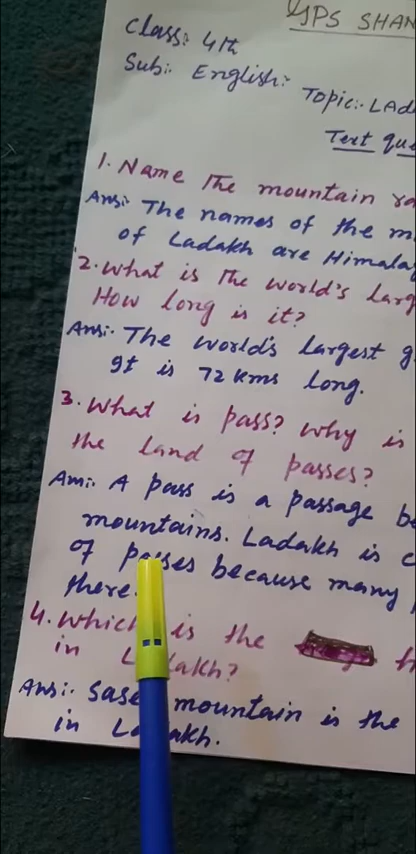 GPS SHAN
Class: 4th
Sub:: English:
Topic:- LAd
Text que
1. Name The mountain ra
Ans:- The names of the m
of Ladakh are Himala
2. What is The world's larg
How long is it?
Ans:- The world's largest g
It is 72 kms long.
3. What is pass? Why is
the land of passes?
Ans:- A pass is a passage be
mountains. Ladakh is c
of passes because many
there.
4. Which is the h
in Ladakh?
Ans:- Sase mountain is the
in Ladakh.